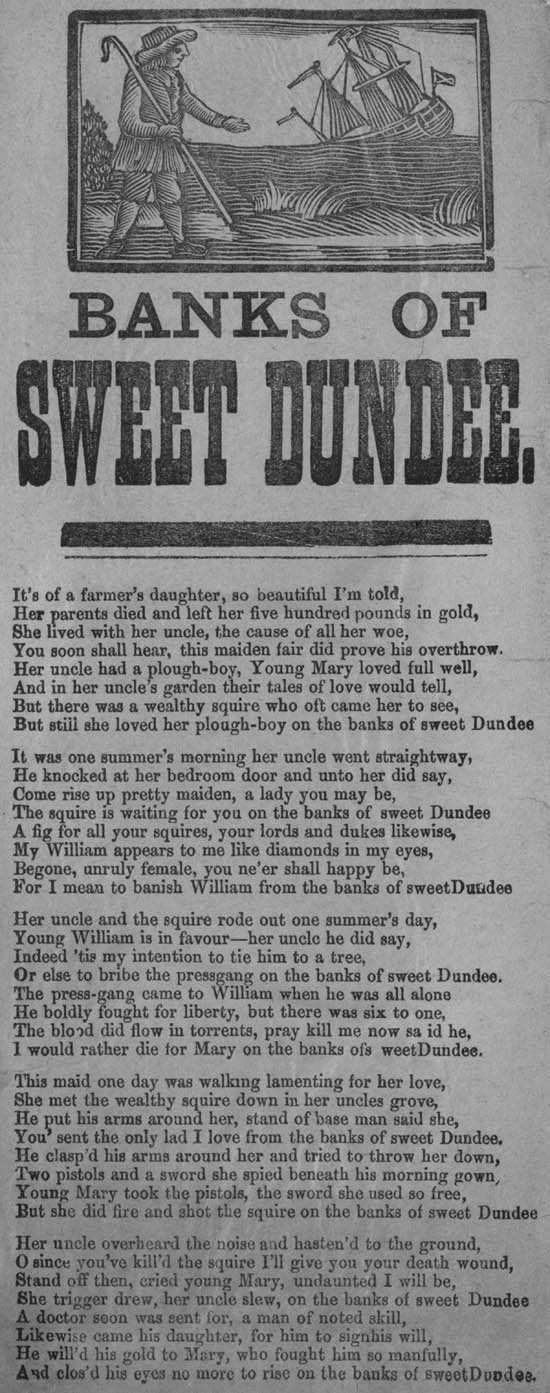 BANKS OF
SWEET DUNDEE.
It's of a farmer's daughter, so beautiful I'm told,
Her parents died and left her five hundred pounds in gold,
She lived with her uncle, the cause of all her woe,
You soon shall hear, this maiden fair did prove his overthrow.
Her uncle had a plough-boy, Young Mary loved full well,
And in her uncle's garden their tales of love would tell,
But there was a wealthy squire who oft came her to see,
But still she loved her plough-boy on the banks of sweet Dundee
It was one summer's morning her uncle went straightway,
He knocked at her bedroom door and unto her did say,
Come rise up pretty maiden, a lady you may be,
The squire is waiting for you on the banks of sweet Dundee
A fig for all your squires, your lords and dukes likewise,
My William appears to me like diamonds in my eyes,
Begone, unruly female, you ne'er shall happy be,
For I mean to banish William from the banks of sweetDundee
Her uncle and the squire rode out one summer's day,
Young William is in favour—her uncle he did say,
Indeed 'tis my intention to tie him to a tree,
Or else to bribe the pressgang on the banks of sweet Dundee.
The press-gang came to William when he was all alone
He boldly fought for liberty, but there was six to one,
The blood did flow in torrents, pray kill me now sa id he,
I would rather die for Mary on the banks ofs weetDundee.
This maid one day was walking lamenting for her love,
She met the wealthy squire down in her uncles grove,
He put his arms around her, stand of base man said she,
You' sent the only lad I love from the banks of sweet Dundee.
He clasp'd his arms around her and tried to throw her down,
Two pistols and a sword she spied beneath his morning gown,
Young Mary took the pistols, the sword she used so free,
But she did fire and shot the squire on the banks of sweet Dundee
Her uncle overheard the noise and hasten'd to the ground,
O since you've kill'd the squire I'll give you your death wound,
Stand off then, cried young Mary, undaunted I will be,
She trigger drew, her uncle slew, on the banks of sweet Dundee
A doctor soon was sent for, a man of noted skill,
Likewise came his daughter, for him to signhis will,
He will'd his gold to Mary, who fought him so manfully,
And clos'd his eyes no more to rise on the banks of sweetDundee.